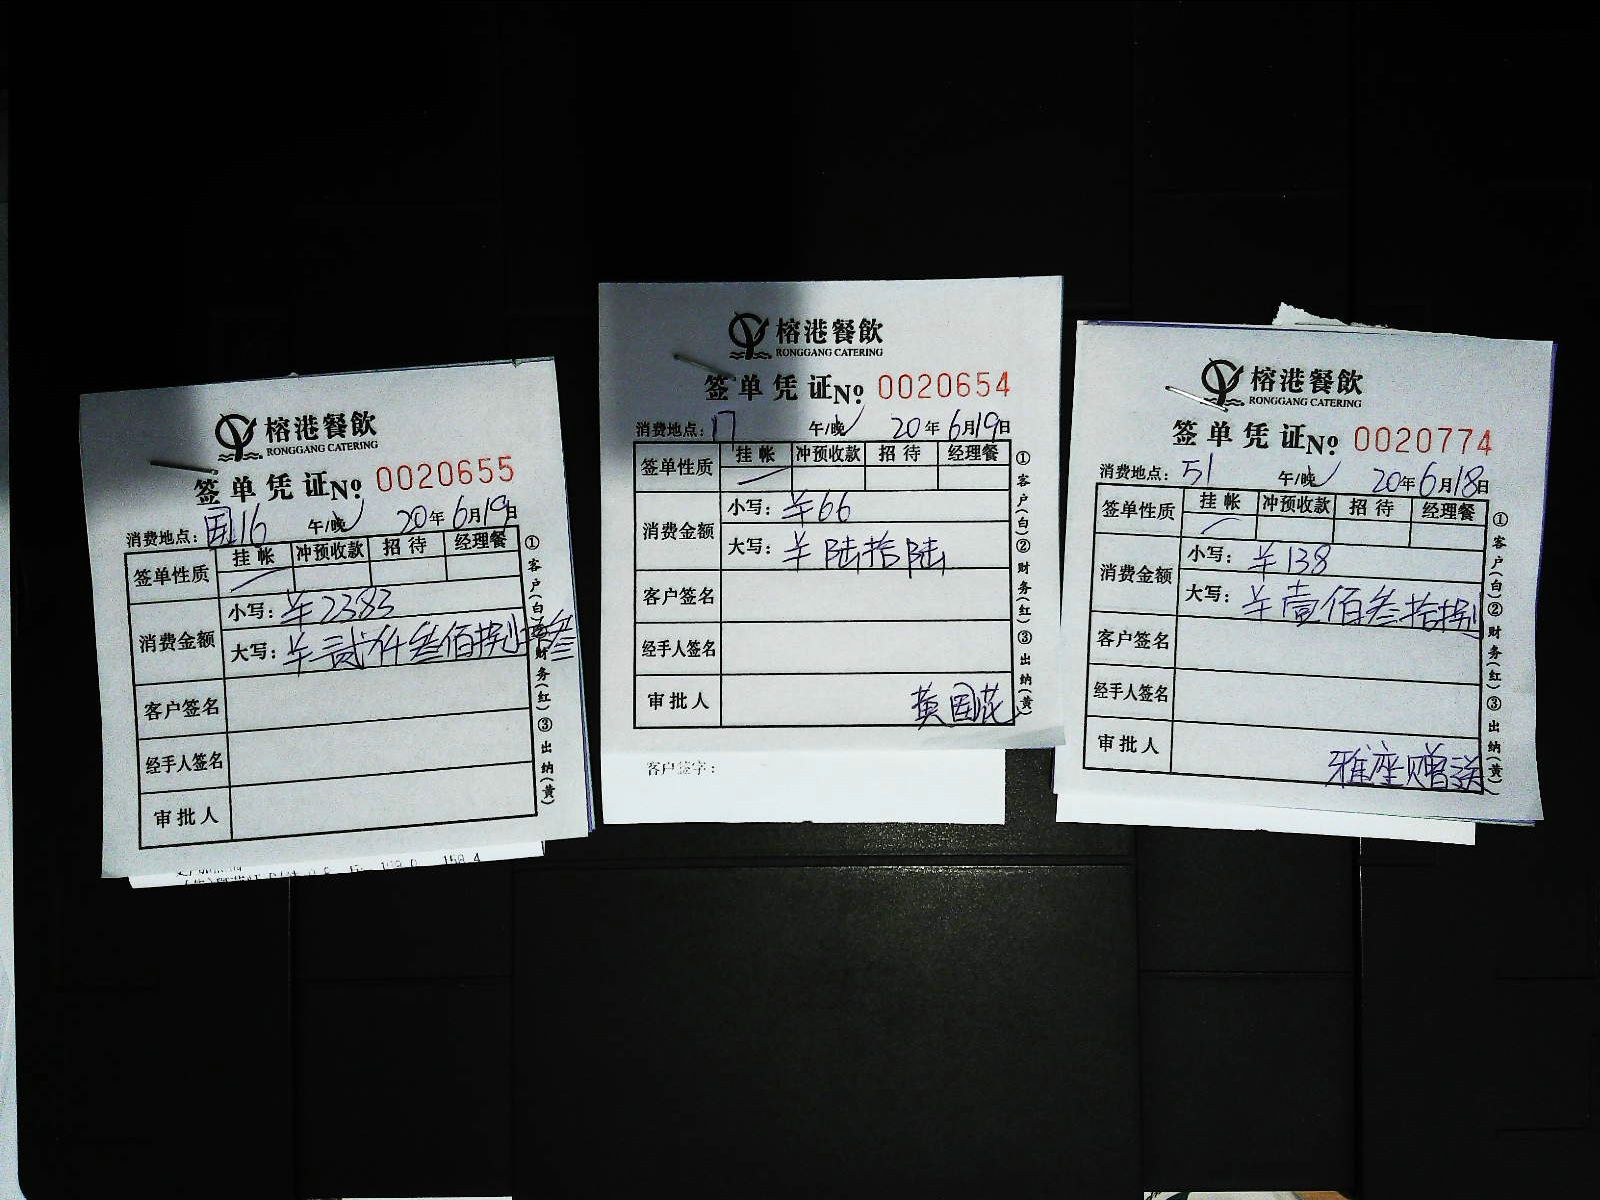 榕港餐飲
RONGGANG CATERING
签单凭证 No 0020655
消费地点：国16 午/晚 20年6月19日
签单性质 挂帐 冲预收款 招待 经理餐
消费金额 小写：¥2383
大写：¥贰仟叁佰捌拾叁
客户签名
经手人签名
审批人
①客户(白)②财务(红)③出纳(黄)
158.4
榕港餐飲
RONGGANG CATERING
签单凭证 No 0020654
消费地点：17 午/晚 20年6月19日
签单性质 挂帐 冲预收款 招待 经理餐
消费金额 小写：¥66
大写：¥陆拾陆
客户签名
经手人签名
审批人 黄国花
①客户(白)②财务(红)③出纳(黄)
客户签字：
榕港餐飲
RONGGANG CATERING
签单凭证 No 0020774
消费地点：51 午/晚 20年6月18日
签单性质 挂帐 冲预收款 招待 经理餐
消费金额 小写：¥138
大写：¥壹佰叁拾捌
客户签名
经手人签名
审批人 雅座赠送
①客户(白)②财务(红)③出纳(黄)